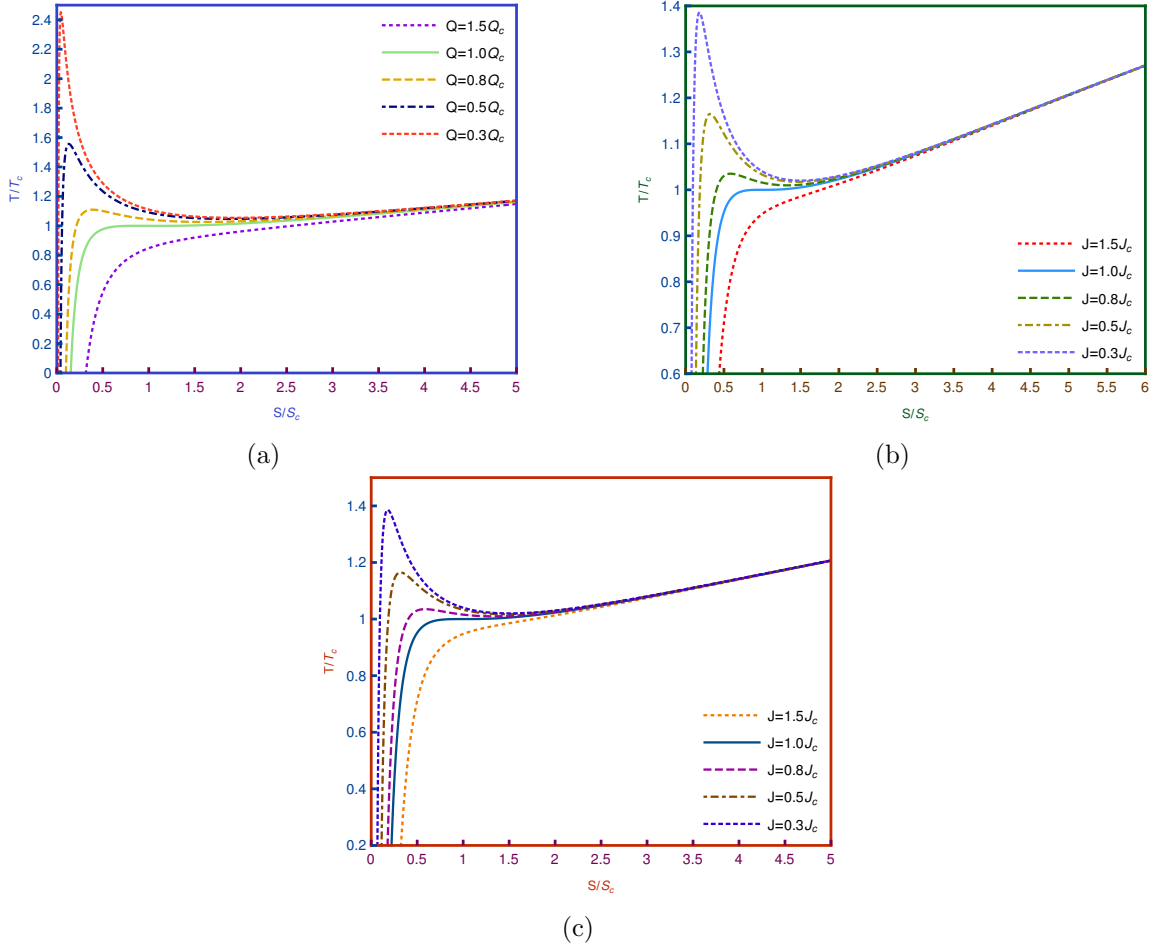 2.4
2.2
2
1.8
1.6
1.4
1.2
1
0.8
0.6
0.4
0.2
0
T/T_c
0 0.5 1 1.5 2 2.5 3 3.5 4 4.5 5
S/S_c
Q=1.5Q_c
Q=1.0Q_c
Q=0.8Q_c
Q=0.5Q_c
Q=0.3Q_c
(a)
1.4
1.3
1.2
1.1
1
0.9
0.8
0.7
0.6
T/T_c
0 0.5 1 1.5 2 2.5 3 3.5 4 4.5 5 5.5 6
S/S_c
J=1.5J_c
J=1.0J_c
J=0.8J_c
J=0.5J_c
J=0.3J_c
(b)
1.4
1.2
1
0.8
0.6
0.4
0.2
T/T_c
0 0.5 1 1.5 2 2.5 3 3.5 4 4.5 5
S/S_c
J=1.5J_c
J=1.0J_c
J=0.8J_c
J=0.5J_c
J=0.3J_c
(c)